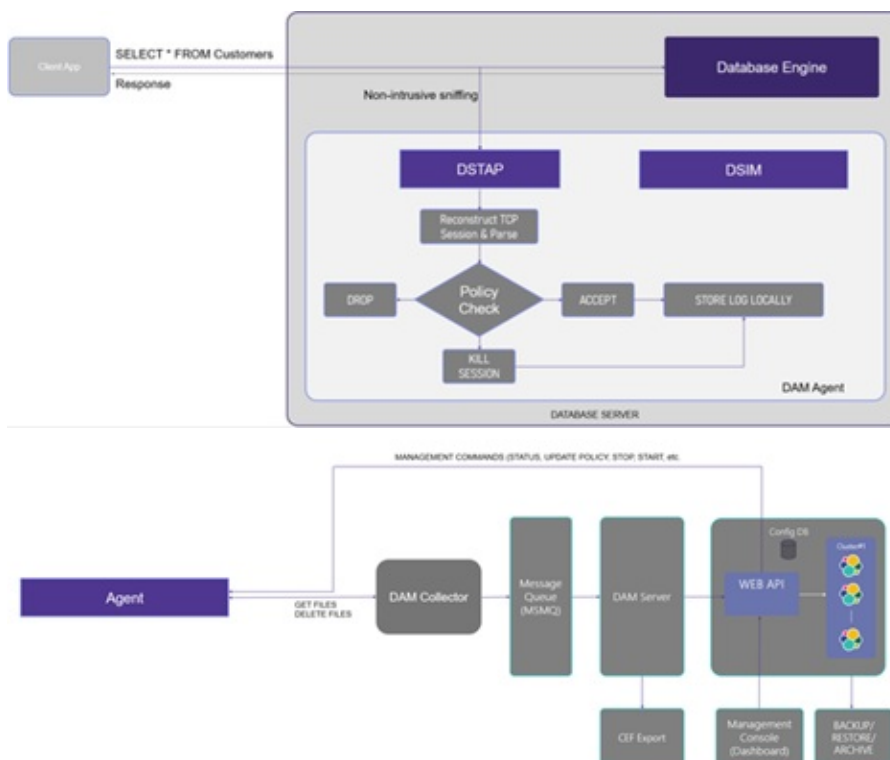 Client App
SELECT * FROM Customers
Response
Database Engine
Non-intrusive sniffing
DSTAP
DSIM
Reconstruct TCP
Session & Parse
DROP
Policy
Check
ACCEPT
STORE LOG LOCALLY
KILL
SESSION
DAM Agent
DATABASE SERVER
MANAGEMENT COMMANDS (STATUS, UPDATE POLICY, STOP, START, etc.
Agent
GET FILES
DELETE FILES
DAM Collector
Message
Queue
(MSMQ)
DAM Server
Config DB
WEB API
Cluster#1
CEF Export
Management
Console
(Dashboard)
BACKUP/
RESTORE/
ARCHIVE